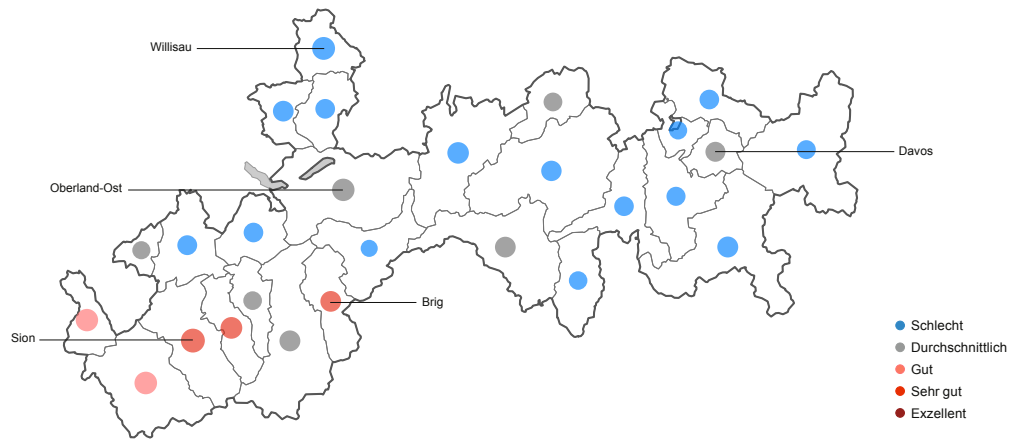 Willisau
Davos
Oberland-Ost
Brig
Sion
Schlecht
Durchschnittlich
Gut
Sehr gut
Exzellent